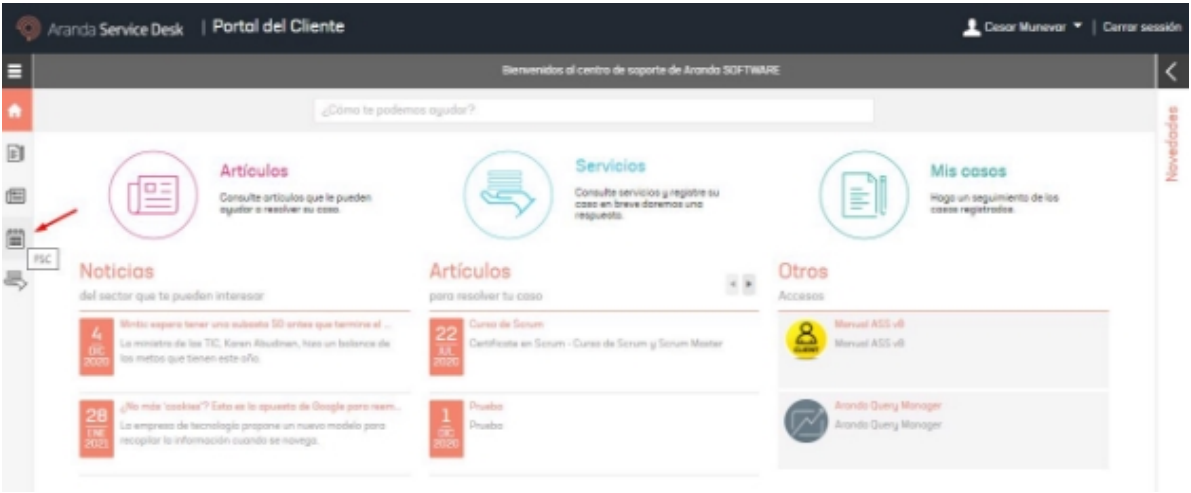 Aranda Service Desk | Portal del Cliente
Cesar Munevar | Cerrar sessión
Bienvenidos al centro de soporte de Aranda SOFTWARE
¿Cómo te podemos ayudar?
Novedades
Artículos
Consulte artículos que le pueden
ayudar a resolver su caso.
Servicios
Consulte servicios y registre su
caso en breve daremos una
respuesta.
Mis casos
Haga un seguimiento de los
casos registrados.
FSC
Noticias
del sector que te pueden interesar
4
DIC
2020
Mintic espera tener una subasta 5G antes que termine el ...
La ministra de las TIC, Karen Abudinen, hizo un balance de
las metas que tienen este año.
28
ENE
2021
¿No más 'cookies'? Esta es la apuesta de Google para reem...
La empresa de tecnología propone un nuevo modelo para
recopilar la información cuando se navega.
Artículos
para resolver tu caso
22
JUL
2020
Curso de Scrum
Certificate en Scrum - Curso de Scrum y Scrum Master
1
DIC
2020
Prueba
Prueba
Otros
Accesos
CLIENT
Manual ASS v8
Manual ASS v8
Aranda Query Manager
Aranda Query Manager